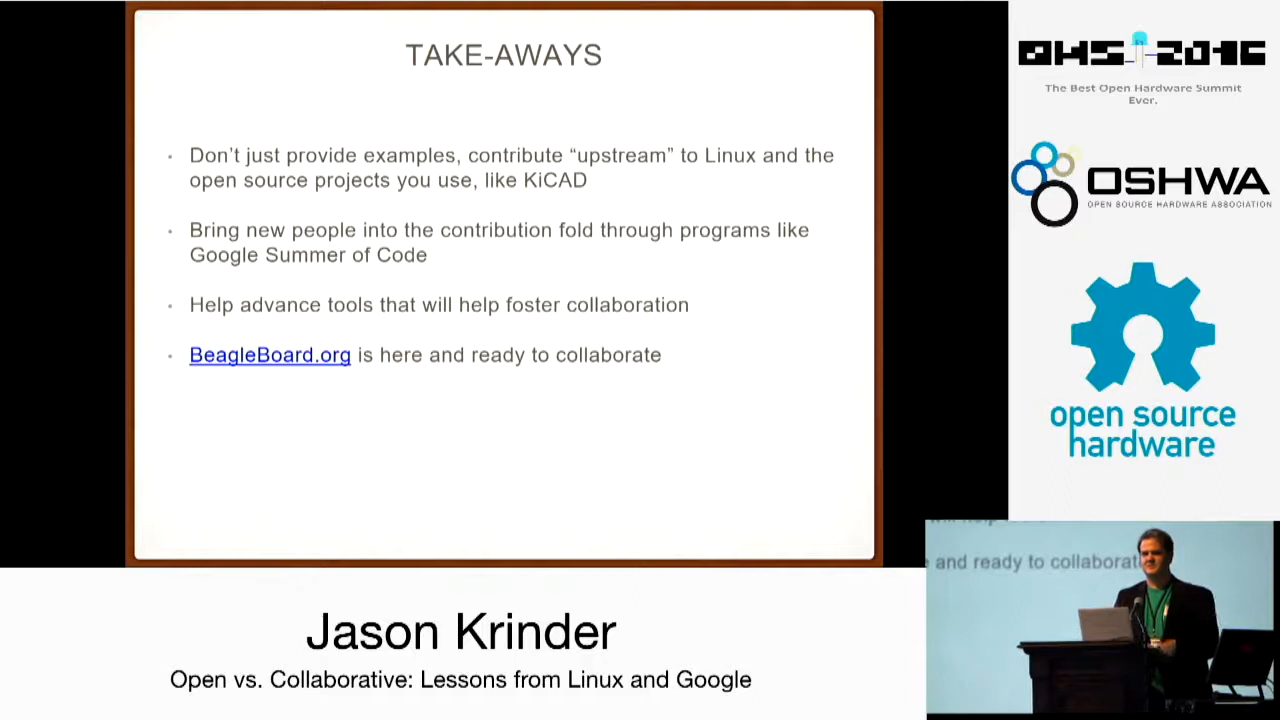 TAKE-AWAYS
• Don’t just provide examples, contribute “upstream” to Linux and the
open source projects you use, like KiCAD
• Bring new people into the contribution fold through programs like
Google Summer of Code
• Help advance tools that will help foster collaboration
• BeagleBoard.org is here and ready to collaborate
OHS 2016
The Best Open Hardware Summit
Ever.
OSHWA
OPEN SOURCE HARDWARE ASSOCIATION
open source
hardware
and ready to collaborat
Jason Krinder
Open vs. Collaborative: Lessons from Linux and Google